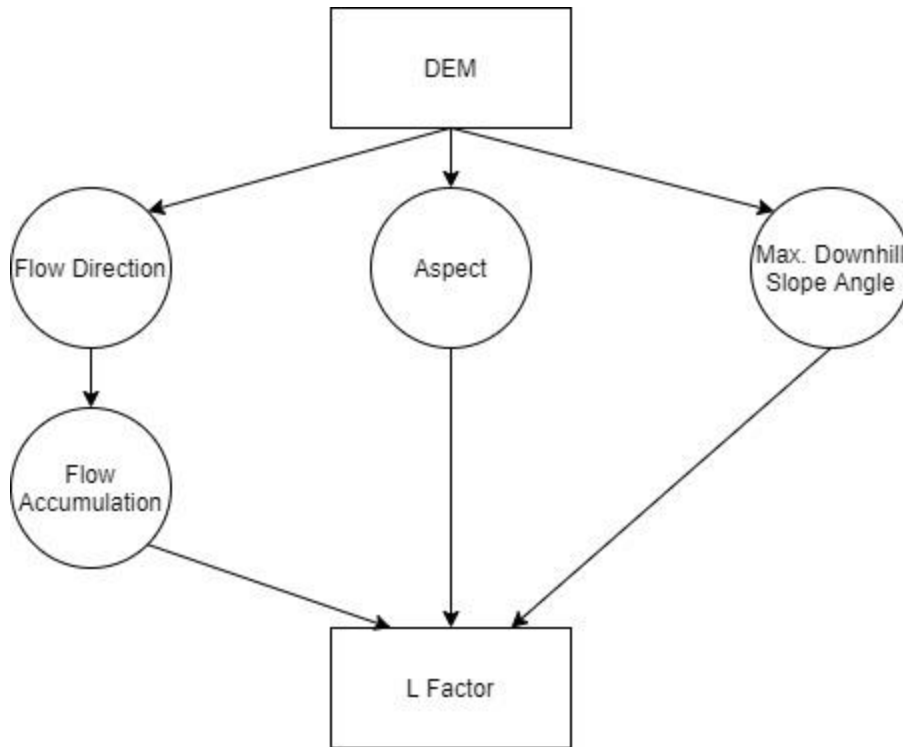 DEM
Flow Direction
Aspect
Max. Downhill
Slope Angle
Flow
Accumulation
L Factor